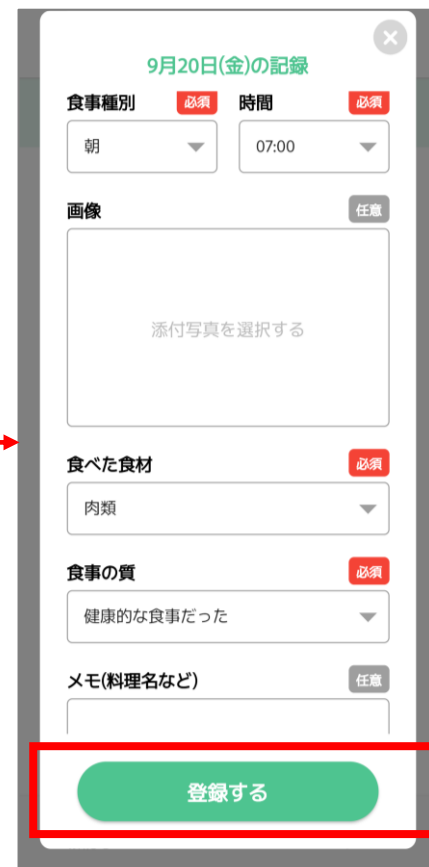 9月20日(金)の記録
食事種別 必須 時間 必須
朝 07:00
画像 任意
添付写真を選択する
食べた食材 必須
肉類
食事の質 必須
健康的な食事だった
メモ(料理名など) 任意
登録する